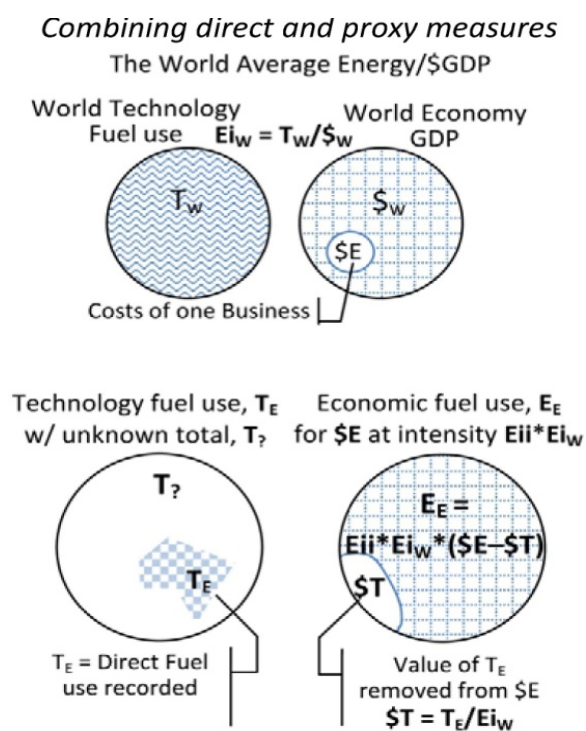 Combining direct and proxy measures
The World Average Energy/$GDP
World Technology
Fuel use
Eiw = Tw/$w
World Economy
GDP
Tw
$w
$E
Costs of one Business
Technology fuel use, TE
w/ unknown total, T?
Economic fuel use, EE
for $E at intensity Eii*Eiw
T?
TE
EE =
Eii*Eiw*($E–$T)
$T
TE = Direct Fuel
use recorded
Value of TE
removed from $E
$T = TE/Eiw